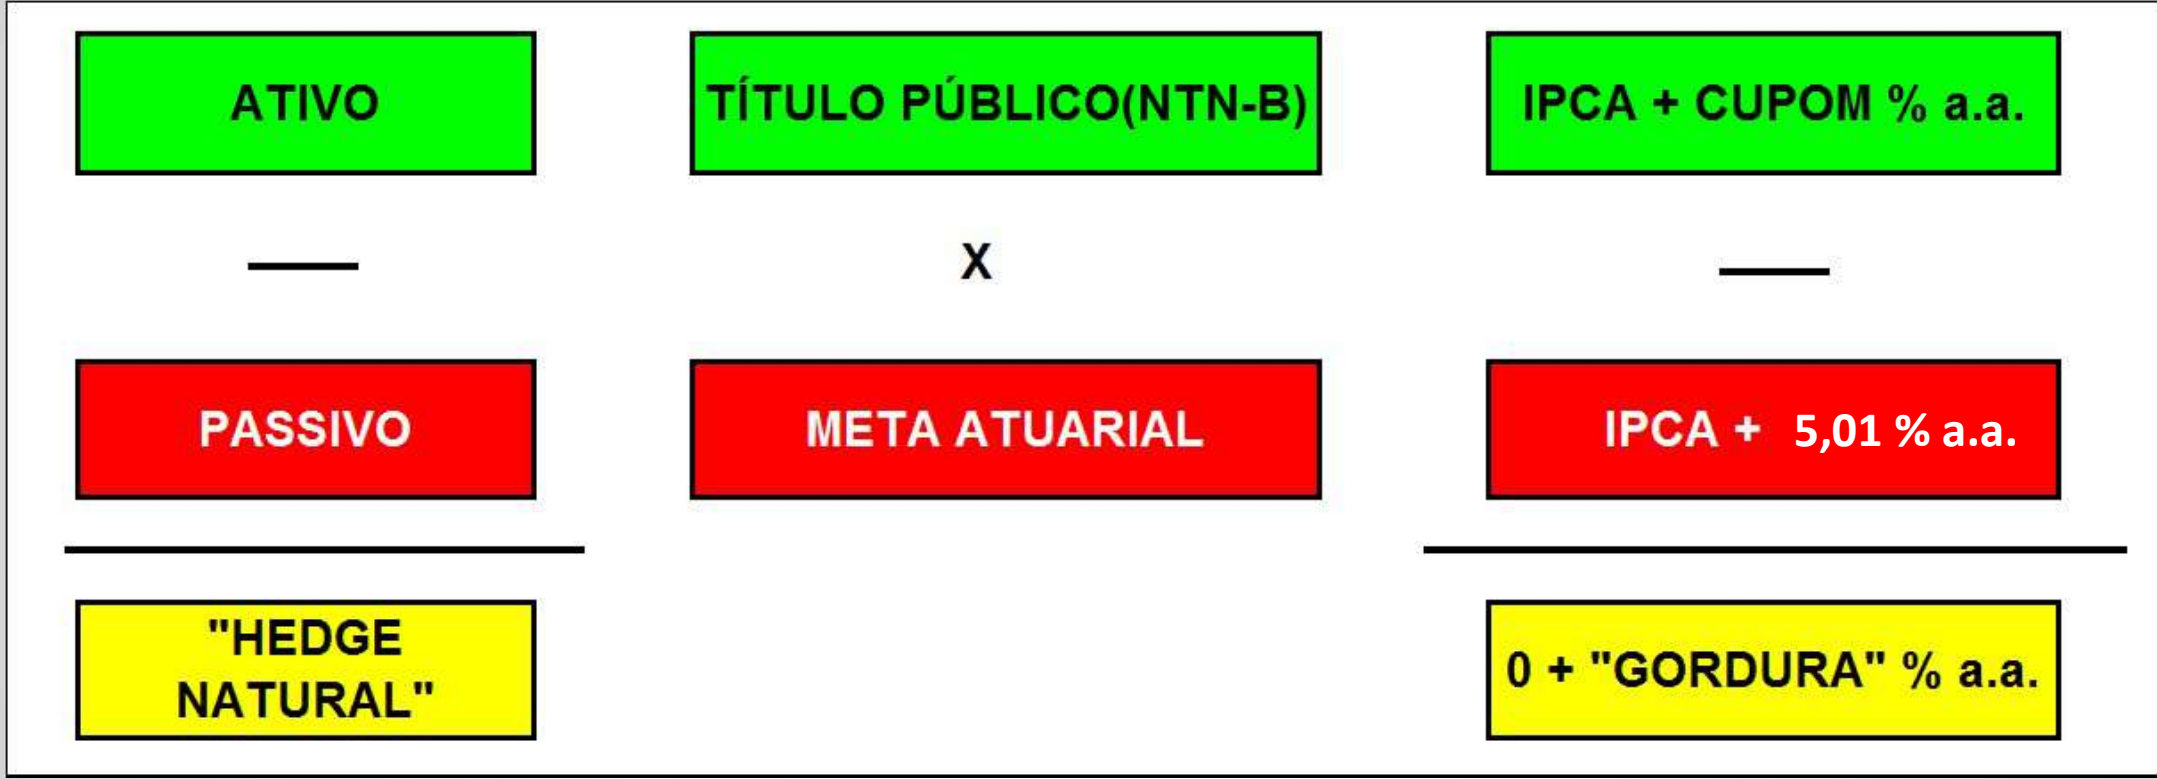 ATIVO
TÍTULO PÚBLICO(NTN-B)
IPCA + CUPOM % a.a.
X
PASSIVO
META ATUARIAL
IPCA + 5,01 % a.a.
"HEDGE
NATURAL"
0 + "GORDURA" % a.a.